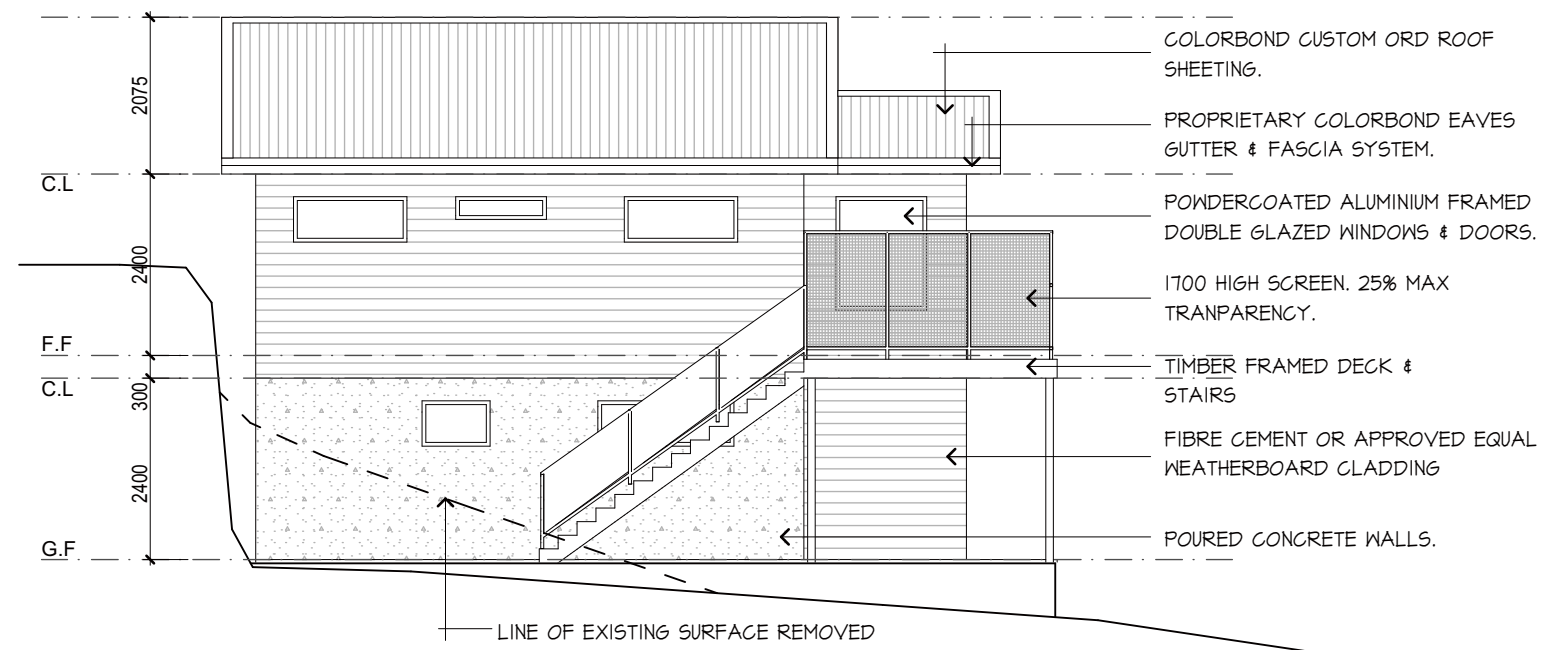 COLORBOND CUSTOM ORD ROOF
SHEETING.
PROPRIETARY COLORBOND EAVES
GUTTER & FASCIA SYSTEM.
POWDERCOATED ALUMINIUM FRAMED
DOUBLE GLAZED WINDOWS & DOORS.
1700 HIGH SCREEN. 25% MAX
TRANPARENCY.
TIMBER FRAMED DECK &
STAIRS
FIBRE CEMENT OR APPROVED EQUAL
WEATHERBOARD CLADDING
POURED CONCRETE WALLS.
LINE OF EXISTING SURFACE REMOVED
2075
C.L
2400
F.F
C.L
300
2400
G.F